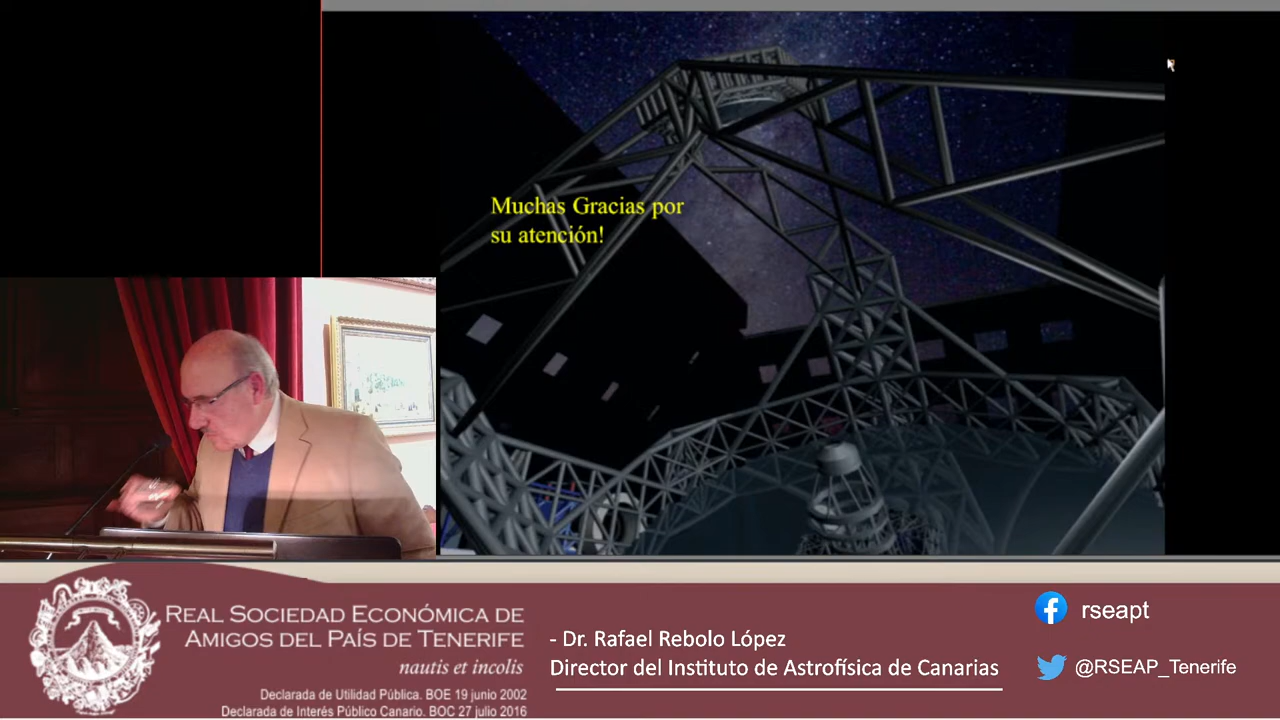 Muchas Gracias por
su atención!
REAL SOCIEDAD ECONÓMICA DE
AMIGOS DEL PAÍS DE TENERIFE
nautis et incolis
Declarada de Utilidad Pública. BOE 19 junio 2002
Declarada de Interés Público Canario. BOC 27 julio 2016
- Dr. Rafael Rebolo López
Director del Instituto de Astrofísica de Canarias
rseapt
@RSEAP_Tenerife